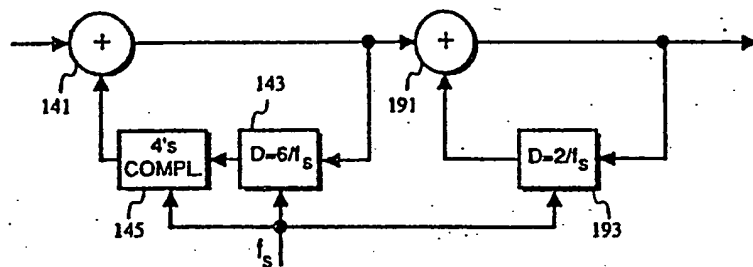 +
+
141
191
143
4's
COMPL.
D=6/fs
D=2/fs
145
193
fs